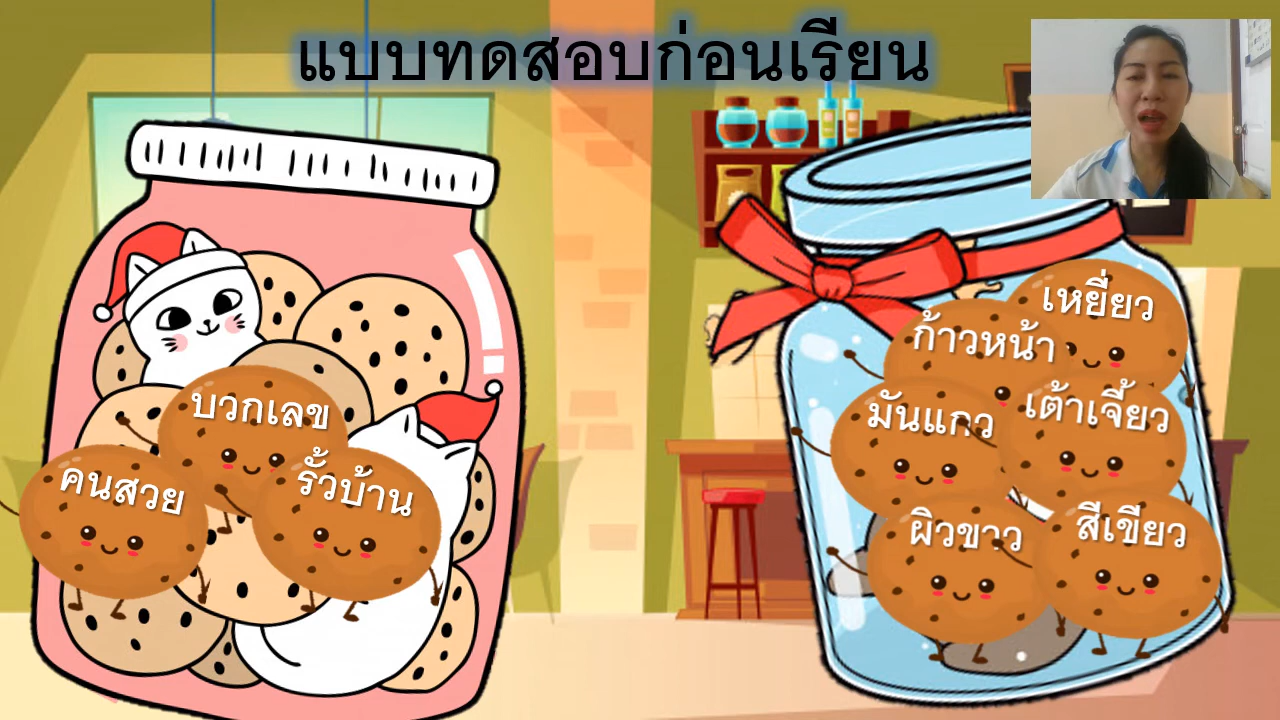 แบบทดสอบก่อนเรียน
บวกเลข
คนสวย
รั้วบ้าน
เหยี่ยว
ก้าวหน้า
มันแกว
เต้าเจี้ยว
ผิวขาว
สีเขียว